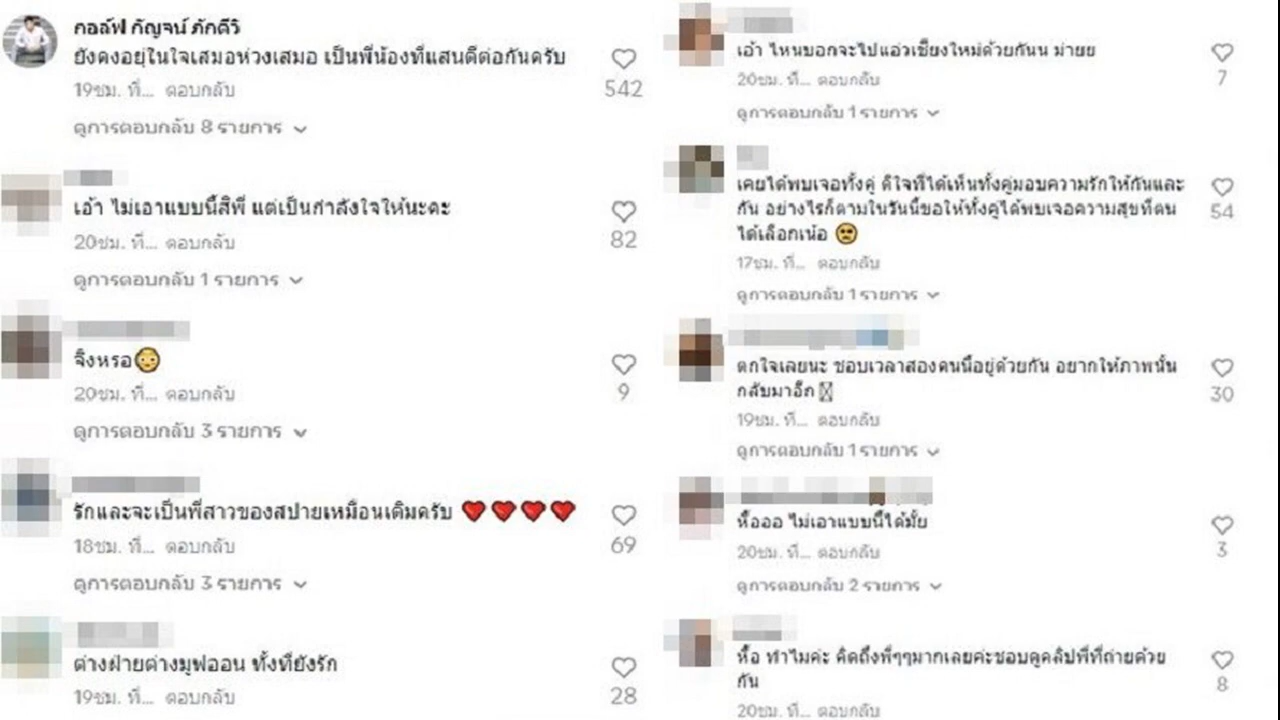 กอล์ฟ กัญจน์ ภักดีวิ
ยังคงอยู่ในใจเสมอห่วงเสมอ เป็นพี่น้องที่แสนดีต่อกันครับ
542
19ชม. ที่... ตอบกลับ
ดูการตอบกลับ 8 รายการ
เอ้า ไม่เอาแบบนี้สิพี่ แต่เป็นกำลังใจให้นะคะ
82
20ชม. ที่... ตอบกลับ
ดูการตอบกลับ 1 รายการ
จิงหรอ😳
9
20ชม. ที่... ตอบกลับ
ดูการตอบกลับ 3 รายการ
รักและจะเป็นพี่สาวของสปายเหมือนเดิมครับ ❤️❤️❤️❤️
69
18ชม. ที่... ตอบกลับ
ดูการตอบกลับ 3 รายการ
ต่างฝ่ายต่างมูฟออน ทั้งที่ยังรัก
28
19ชม. ที่... ตอบกลับ
เอ้า ไหนบอกจะไปแอ่วเชียงใหม่ด้วยกันน ม่ายยย
7
20ชม. ที่... ตอบกลับ
ดูการตอบกลับ 1 รายการ
เคยได้พบเจอทั้งคู่ ดีใจที่ได้เห็นทั้งคู่มอบความรักให้กันและ
กัน อย่างไรก็ตามในวันนี้ขอให้ทั้งคู่ได้พบเจอความสุขที่ตน
ได้เลือกเน้อ 🥺
54
17ชม. ที่... ตอบกลับ
ดูการตอบกลับ 1 รายการ
ตกใจเลยนะ ชอบเวลาสองคนนี้อยู่ด้วยกัน อยากให้ภาพนั้น
กลับมาอีก
30
19ชม. ที่... ตอบกลับ
ดูการตอบกลับ 1 รายการ
หื้อออ ไม่เอาแบบนี้ได้มั้ย
3
20ชม. ที่... ตอบกลับ
ดูการตอบกลับ 2 รายการ
หื้อ ทำไมค่ะ คิดถึงพี่ๆๆมากเลยค่ะชอบดูคลิปพี่ที่ถ่ายด้วย
กัน
8
20ชม. ที่... ตอบกลับ